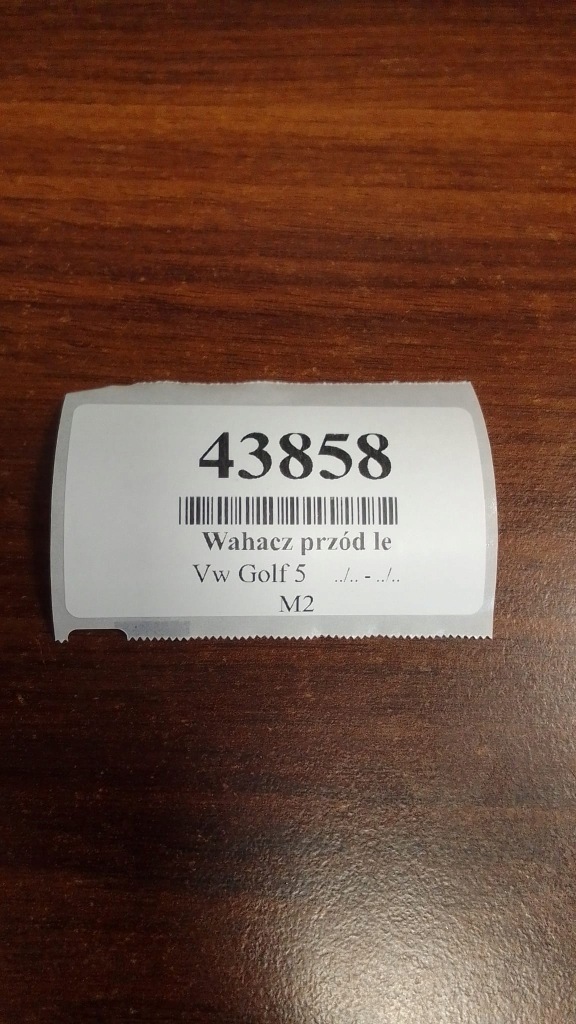 43858
Wahacz przód le
Vw Golf 5 ../.. - ../..
M2